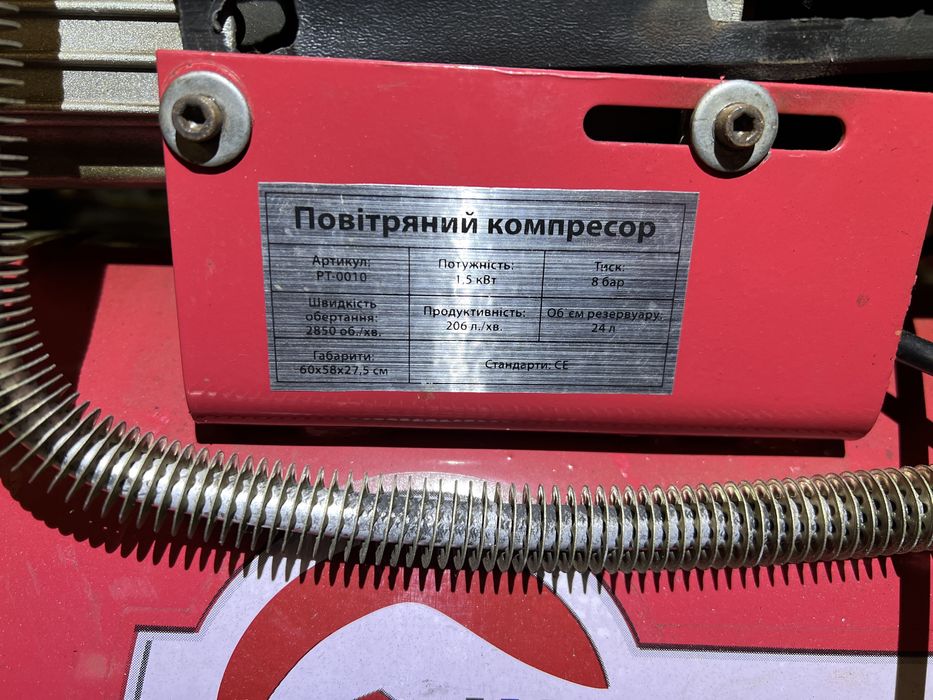 Повітряний компресор
Артикул:
PT-0010
Потужність:
1,5 кВт
Тиск:
8 бар
Швидкість
обертання:
2850 об./хв.
Продуктивність:
206 л./хв.
Об єм резервуару:
24 л
Габарити:
60x58x27,5 см
Стандарти: CE